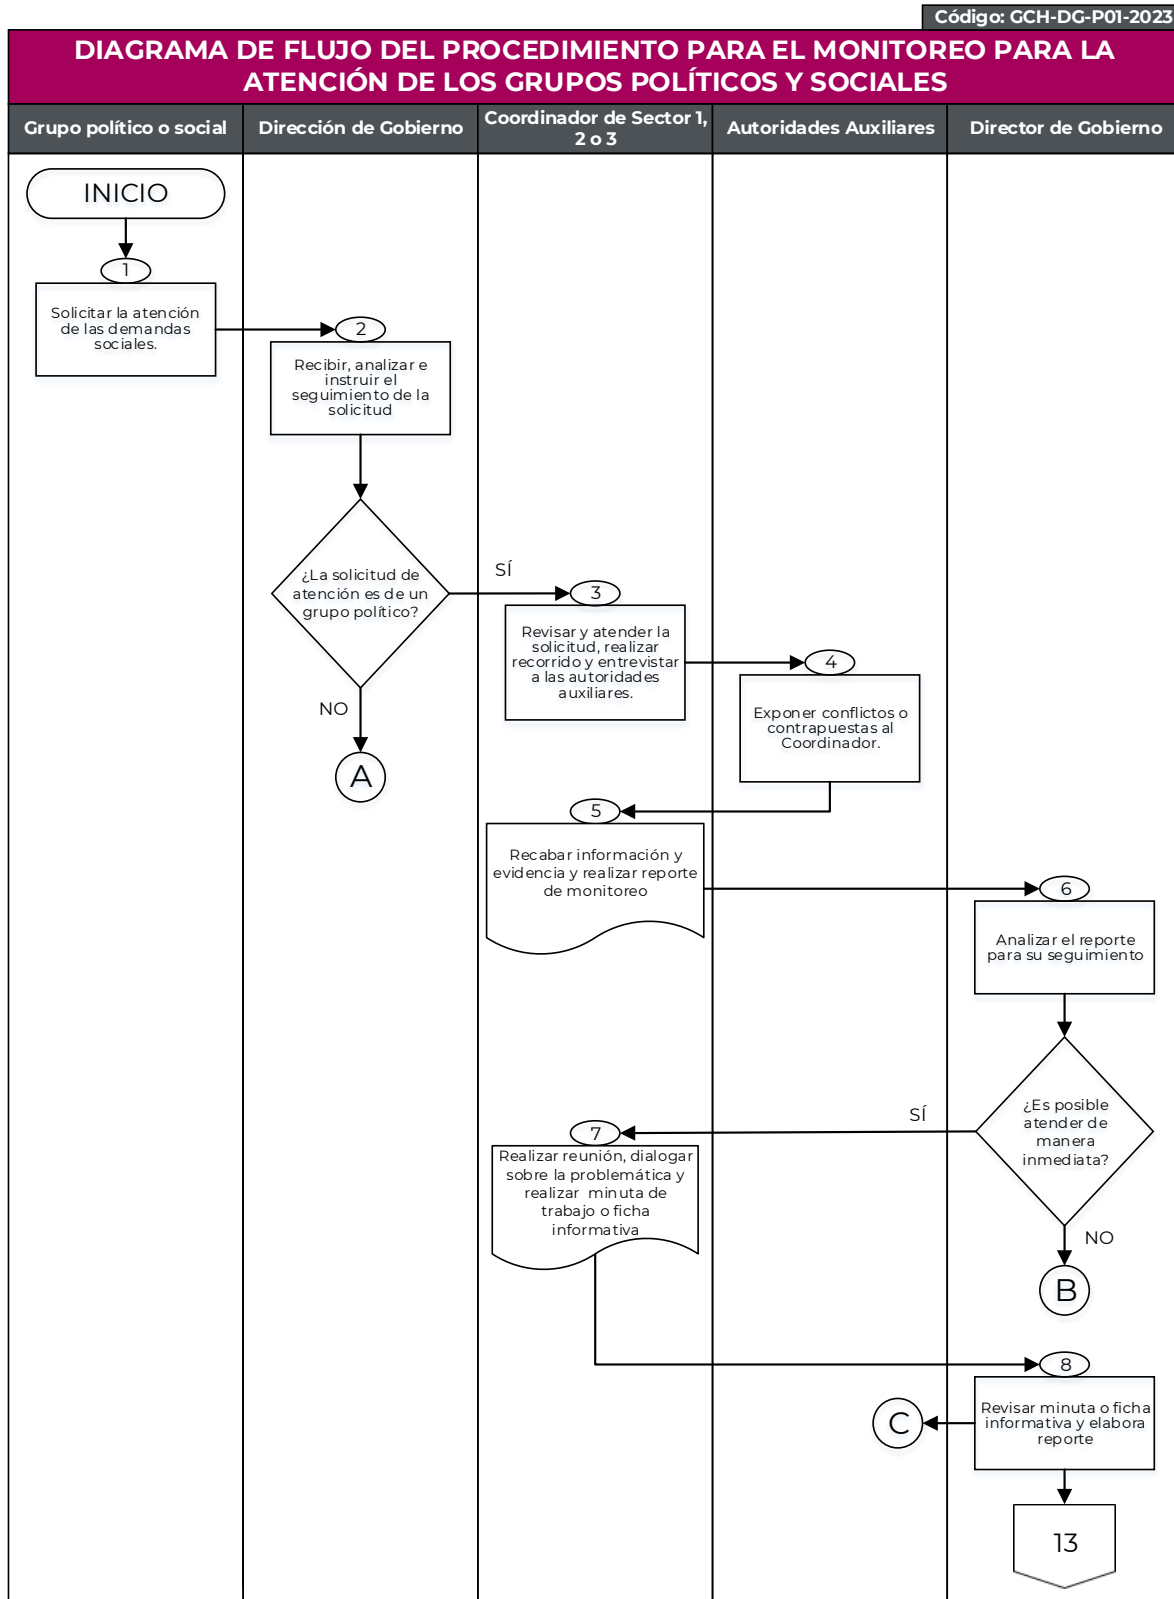 Código: GCH-DG-P01-2023
DIAGRAMA DE FLUJO DEL PROCEDIMIENTO PARA EL MONITOREO PARA LA
ATENCIÓN DE LOS GRUPOS POLÍTICOS Y SOCIALES
Grupo político o social
Dirección de Gobierno
Coordinador de Sector 1,
2 o 3
Autoridades Auxiliares
Director de Gobierno
INICIO
1
Solicitar la atención
de las demandas
sociales.
2
Recibir, analizar e
instruir el
seguimiento de la
solicitud
¿La solicitud de
atención es de un
grupo político?
SÍ
NO
A
3
Revisar y atender la
solicitud, realizar
recorrido y entrevistar
a las autoridades
auxiliares.
4
Exponer conflictos o
contrapuestas al
Coordinador.
5
Recabar información y
evidencia y realizar reporte
de monitoreo
6
Analizar el reporte
para su seguimiento
¿Es posible
atender de
manera
inmediata?
SÍ
NO
B
7
Realizar reunión, dialogar
sobre la problemática y
realizar minuta de
trabajo o ficha
informativa
8
Revisar minuta o ficha
informativa y elabora
reporte
C
13